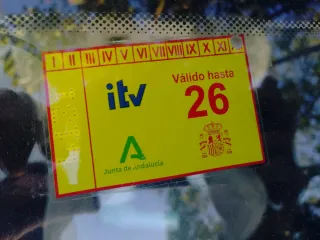 I II III IV V VI VII VIII IX X XI
itv
Válido hasta
26
Junta de Andalucía